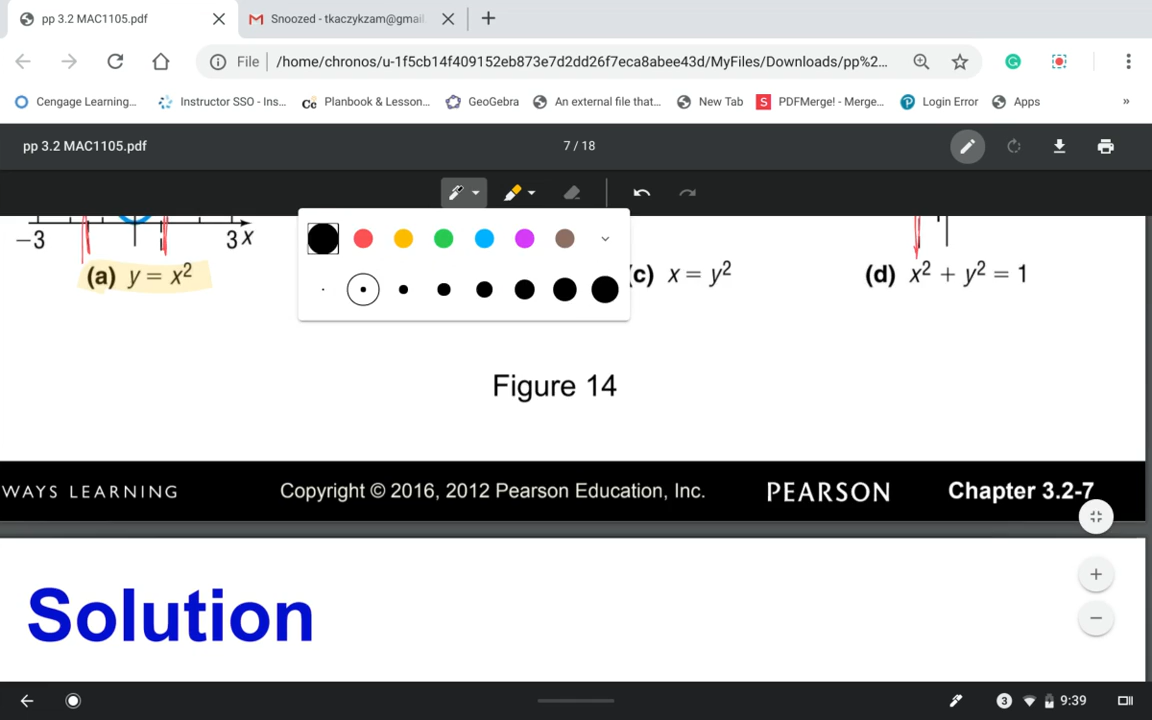 pp 3.2 MAC1105.pdf
Snoozed - tkaczykzam@gmail
File /home/chronos/u-1f5cb14f409152eb873e7d2dd26f7eca8abee43d/MyFiles/Downloads/pp%2...
Cengage Learning... Instructor SSO - Ins... Cc Planbook & Lesson... GeoGebra An external file that... New Tab S PDFMerge! - Merge... Login Error Apps »
pp 3.2 MAC1105.pdf 7 / 18
−3 3 x
(a) y = x²
(c) x = y²
(d) x² + y² = 1
Figure 14
WAYS LEARNING Copyright © 2016, 2012 Pearson Education, Inc. PEARSON Chapter 3.2-7
Solution
3 9:39